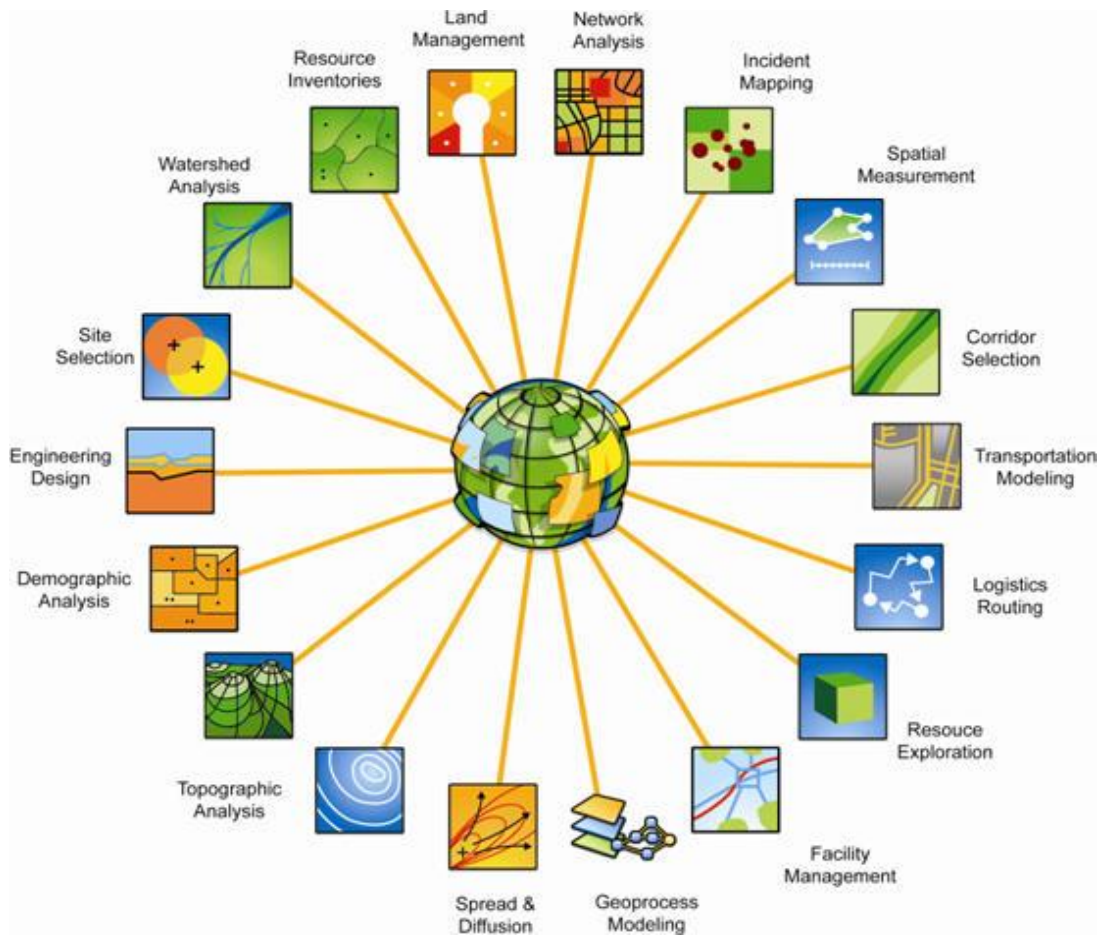 Land
Management
Network
Analysis
Resource
Inventories
Incident
Mapping
Watershed
Analysis
Spatial
Measurement
Site
Selection
Corridor
Selection
Engineering
Design
Transportation
Modeling
Demographic
Analysis
Logistics
Routing
Resouce
Exploration
Topographic
Analysis
Facility
Management
Spread &
Diffusion
Geoprocess
Modeling